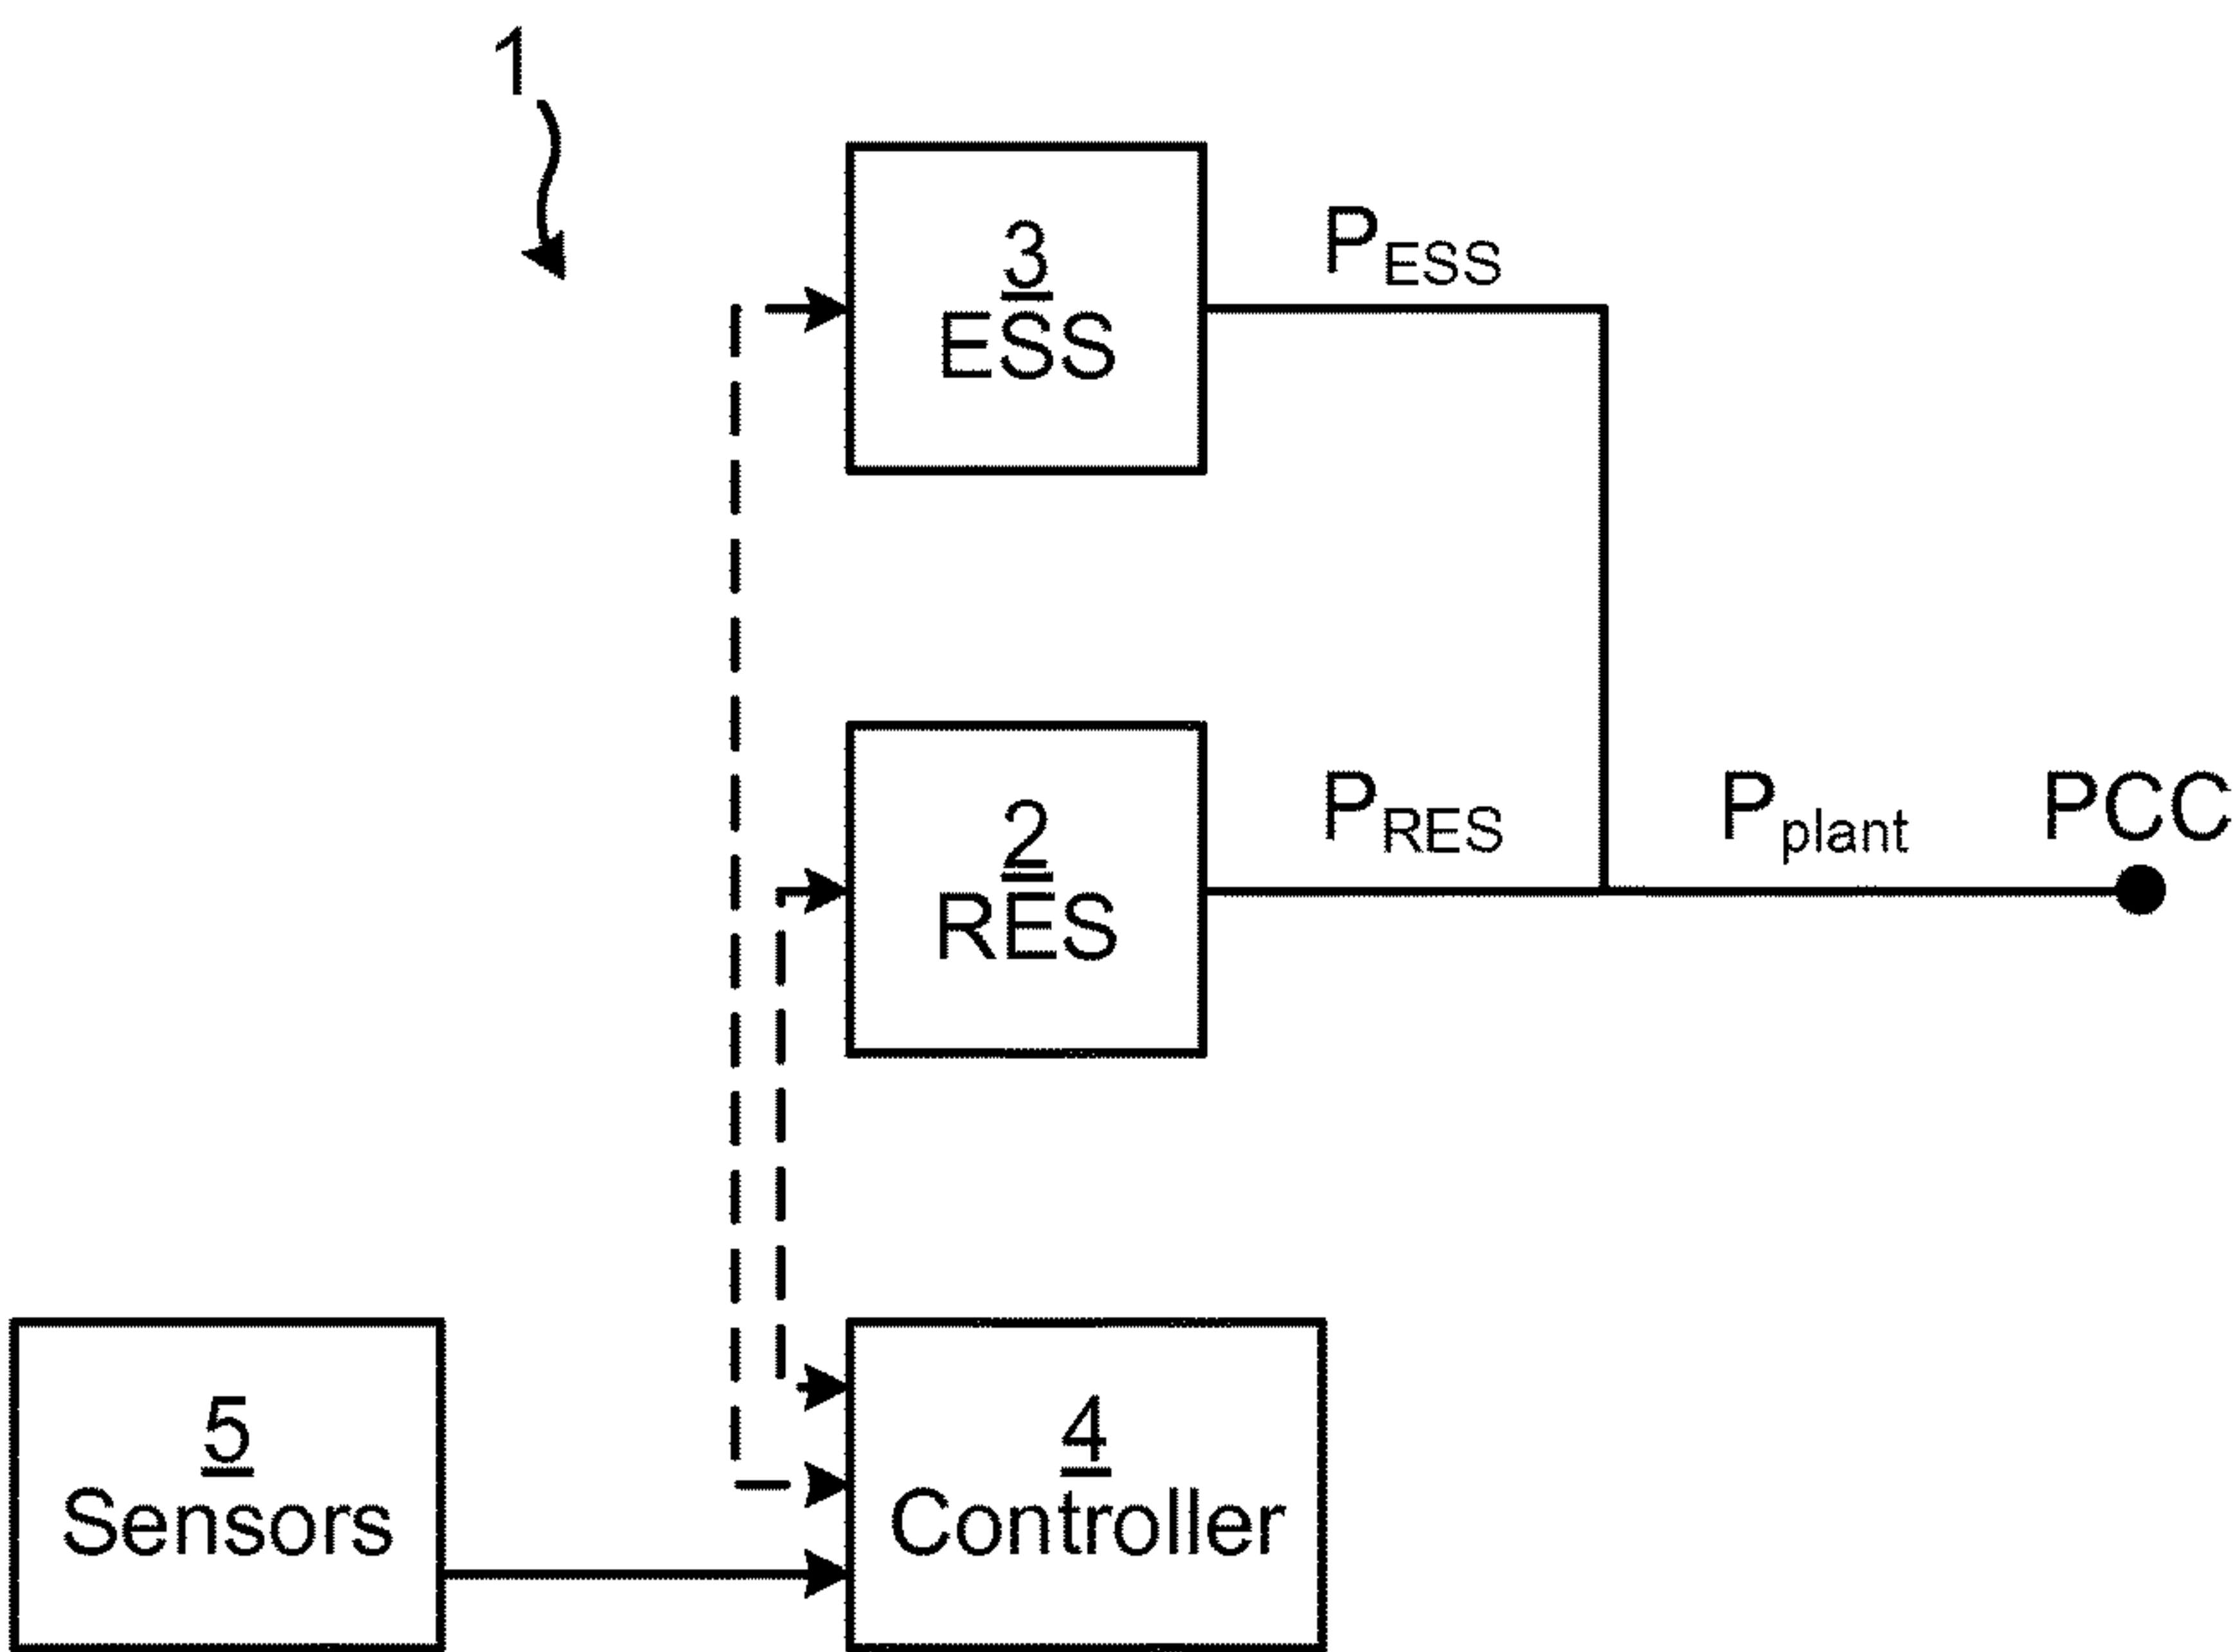 1
3
ESS
P_ESS
2
RES
P_RES
P_plant
PCC
5
Sensors
4
Controller